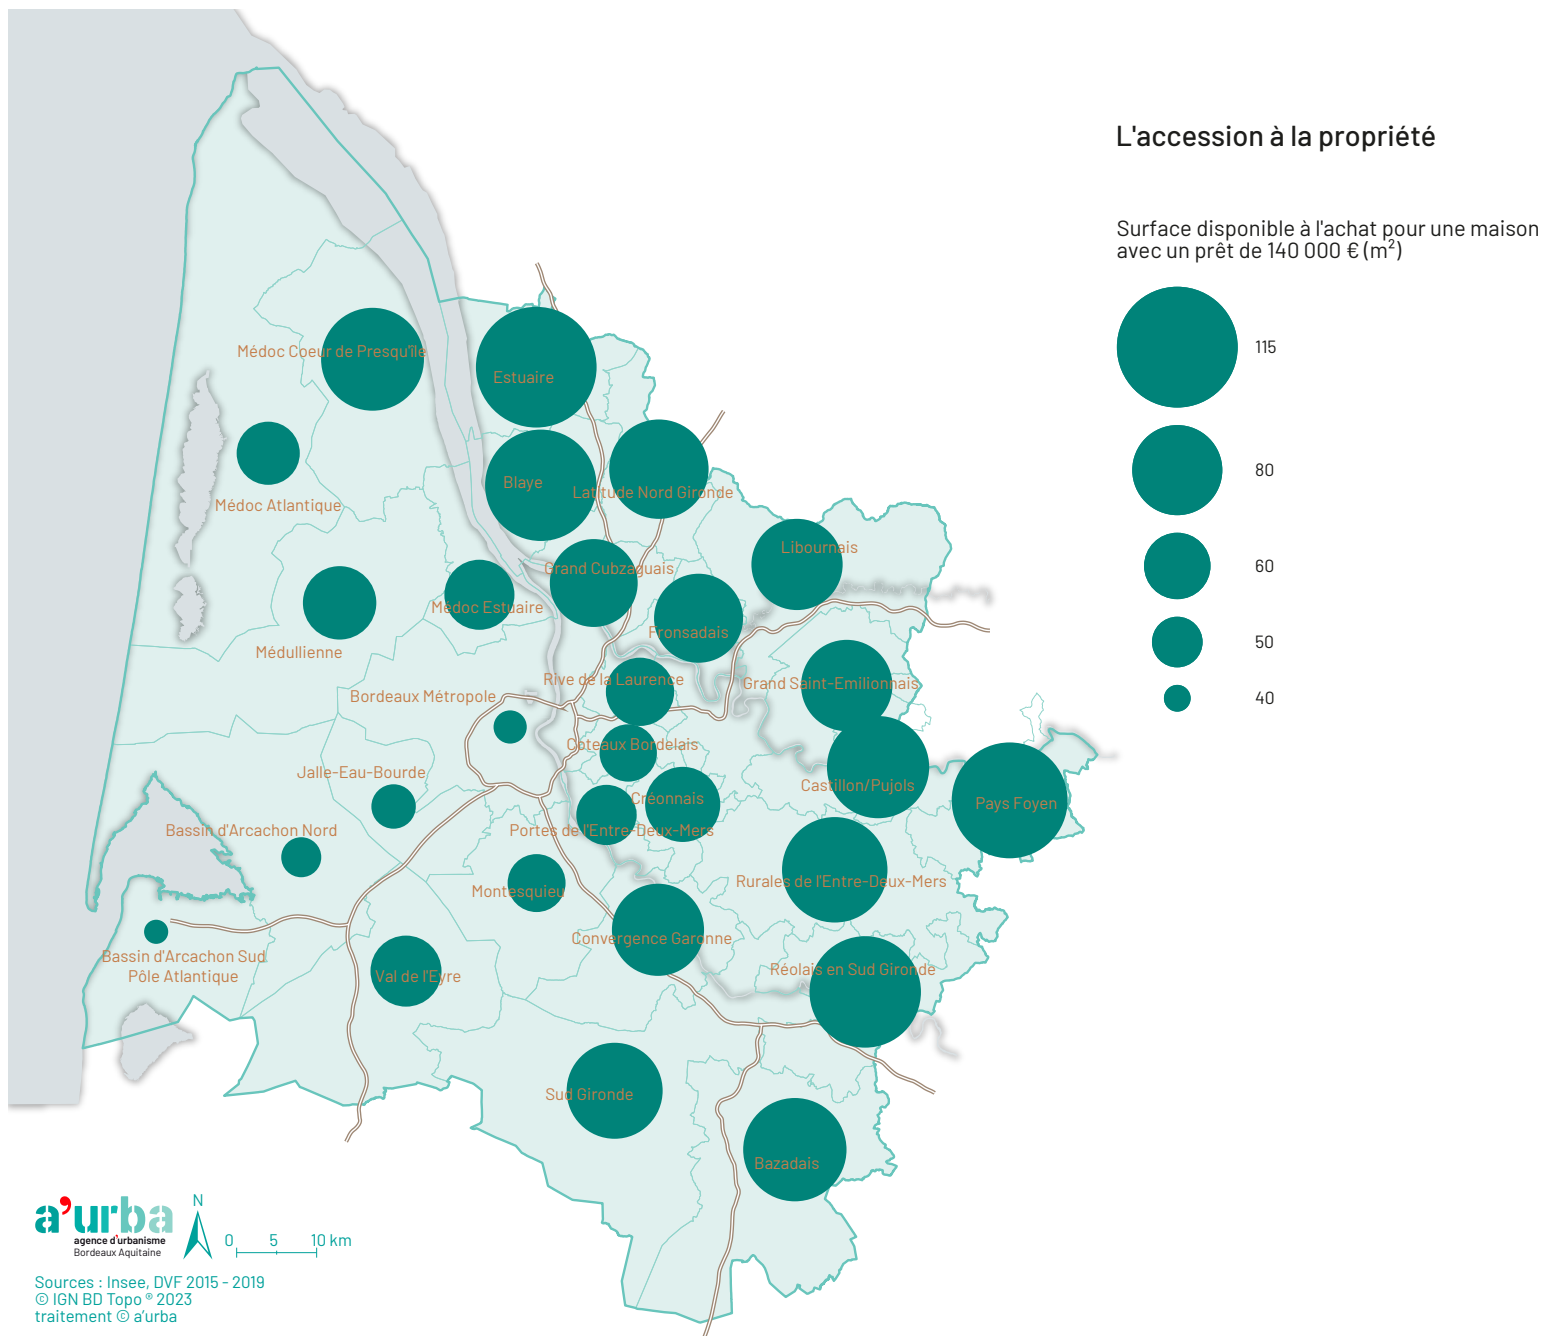 L'accession à la propriété
Surface disponible à l'achat pour une maison
avec un prêt de 140 000 € (m²)
115
80
60
50
40
Médoc Coeur de Presqu'île
Estuaire
Médoc Atlantique
Blaye
Latitude Nord Gironde
Libournais
Grand Cubzaguais
Médoc Estuaire
Fronsadais
Médullienne
Rive de la Laurence
Grand Saint-Emilionnais
Bordeaux Métropole
Coteaux Bordelais
Jalle-Eau-Bourde
Castillon/Pujols
Créonnais
Pays Foyen
Bassin d'Arcachon Nord
Portes de l'Entre-Deux-Mers
Rurales de l'Entre-Deux-Mers
Montesquieu
Convergence Garonne
Bassin d'Arcachon Sud
Pôle Atlantique
Val de l'Eyre
Réolais en Sud Gironde
Sud Gironde
Bazadais
a'urba
agence d'urbanisme
Bordeaux Aquitaine
N
0 5 10 km
Sources : Insee, DVF 2015 - 2019
© IGN BD Topo ® 2023
traitement © a'urba